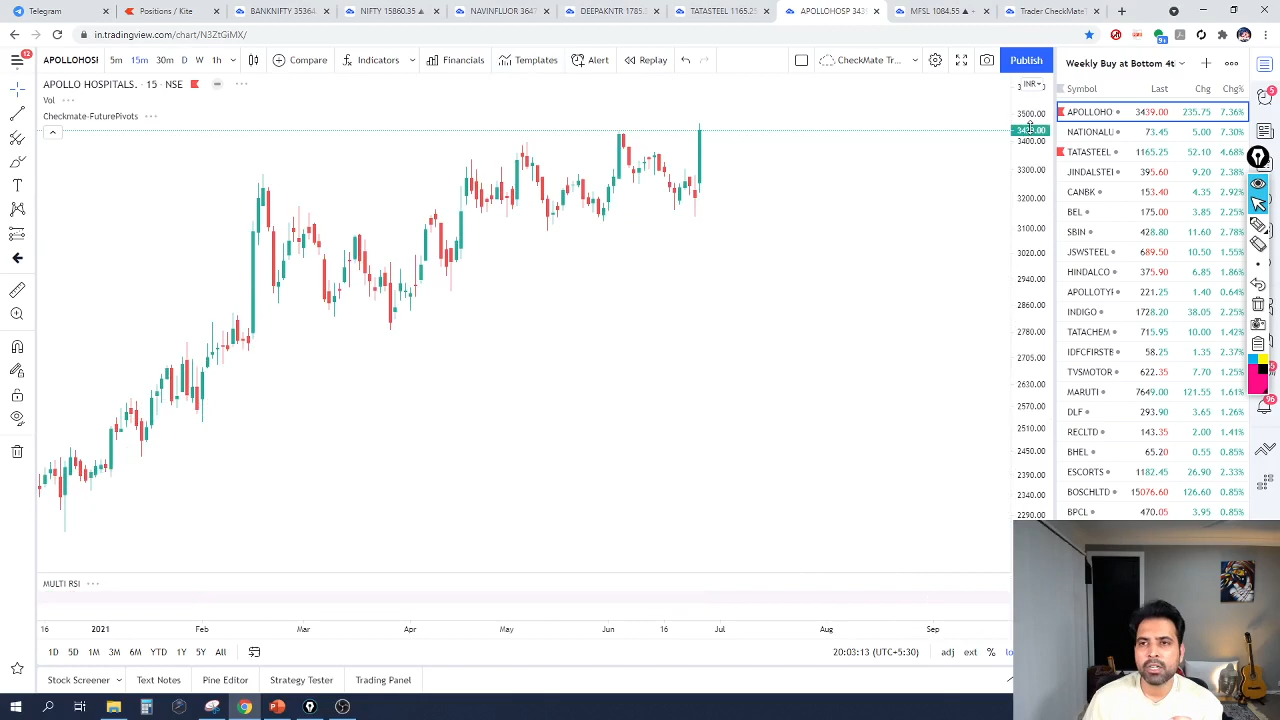 Telegram
Positions / Kite
BANKNIFTY 35364.
NIFTY 15860.35 ▲
NAVINFLUOR 3647
DEEPAKNTR 1785.
TATASTEEL 1165.25
APOLLOHOSP 3439
MFSL 1084.55 ▲
Telegram: Contact
in.tradingview.com/chart/N3ZtGiMX/
12
APOLLOHOSI
5m
15m
30m
D
W
1h
Compare
Indicators
Financials
Templates
Alert
Replay
CheckMate Tr...
Publish
Weekly Buy at Bottom 4t
APOLLO HOSPITALS. · 15 · NSE
Vol
Checkmate-FuturePivots
INR
3500.00
3400.00
3300.00
3200.00
3100.00
3020.00
2940.00
2860.00
2780.00
2705.00
2630.00
2570.00
2510.00
2450.00
2390.00
2340.00
2290.00
Symbol Last Chg Chg%
APOLLOHO 3439.00 235.75 7.36%
NATIONALU 73.45 5.00 7.30%
TATASTEEL 1165.25 52.10 4.68%
JINDALSTEI 395.60 9.20 2.38%
CANBK 153.40 4.35 2.92%
BEL 175.00 3.85 2.25%
SBIN 428.80 11.60 2.78%
JSWSTEEL 689.50 10.50 1.55%
HINDALCO 375.90 6.85 1.86%
APOLLOTYI 221.25 1.40 0.64%
INDIGO 1728.20 38.05 2.25%
TATACHEM 715.95 10.00 1.42%
IDFCFIRSTB 58.25 1.35 2.37%
TVSMOTOR 622.35 7.70 1.25%
MARUTI 7649.00 121.55 1.61%
DLF 293.90 3.65 1.26%
RECLTD 143.35 2.00 1.41%
BHEL 65.20 0.55 0.85%
ESCORTS 1182.45 26.90 2.33%
BOSCHLTD 15076.60 126.60 0.85%
BPCL 470.05 3.95 0.85%
5
96
MULTI RSI
16 2021 Feb Mar Apr May Jun 16 Jul Aug Sep
1D 5D 1M 3M 6M YTD 1Y 5Y All
20:03:13 (UTC+5:30)
adj ext % lo
Stock Screener
Text Notes
Pine Editor
Strategy Tester
Trading Panel